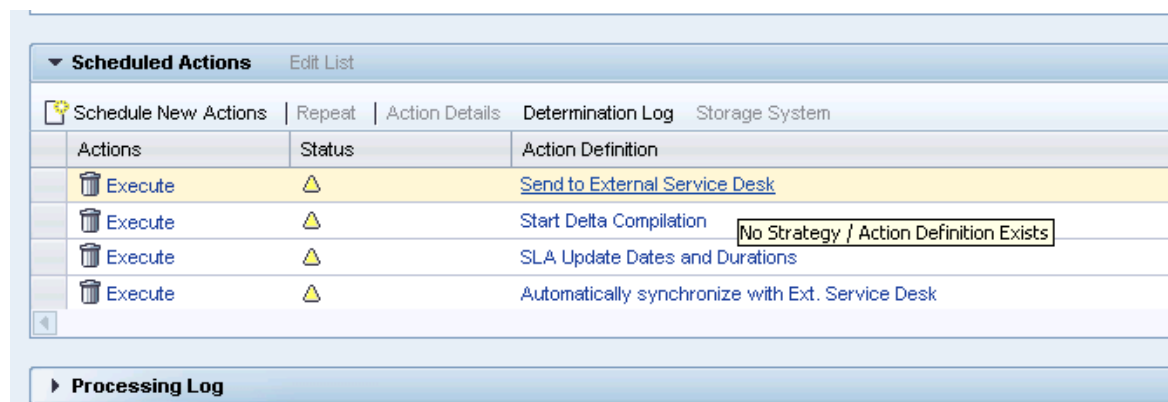 Scheduled Actions Edit List
Schedule New Actions Repeat Action Details Determination Log Storage System
Actions Status Action Definition
Execute Send to External Service Desk
Execute Start Delta Compilation
No Strategy / Action Definition Exists
Execute SLA Update Dates and Durations
Execute Automatically synchronize with Ext. Service Desk
Processing Log